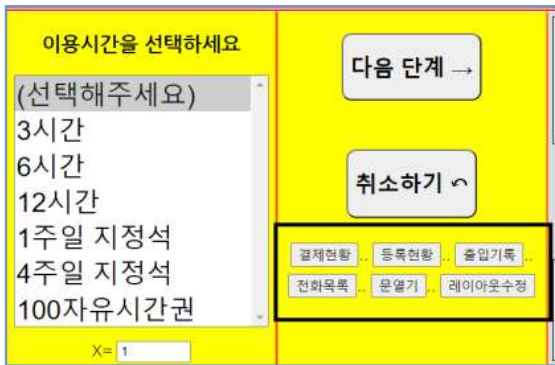 이용시간을 선택하세요
(선택해주세요)
3시간
6시간
12시간
1주일 지정석
4주일 지정석
100자유시간권
X= 1
다음 단계 →
취소하기 ↶
결제현황 .. 등록현황 .. 출입기록 ..
전화목록 .. 문열기 .. 레이아웃수정